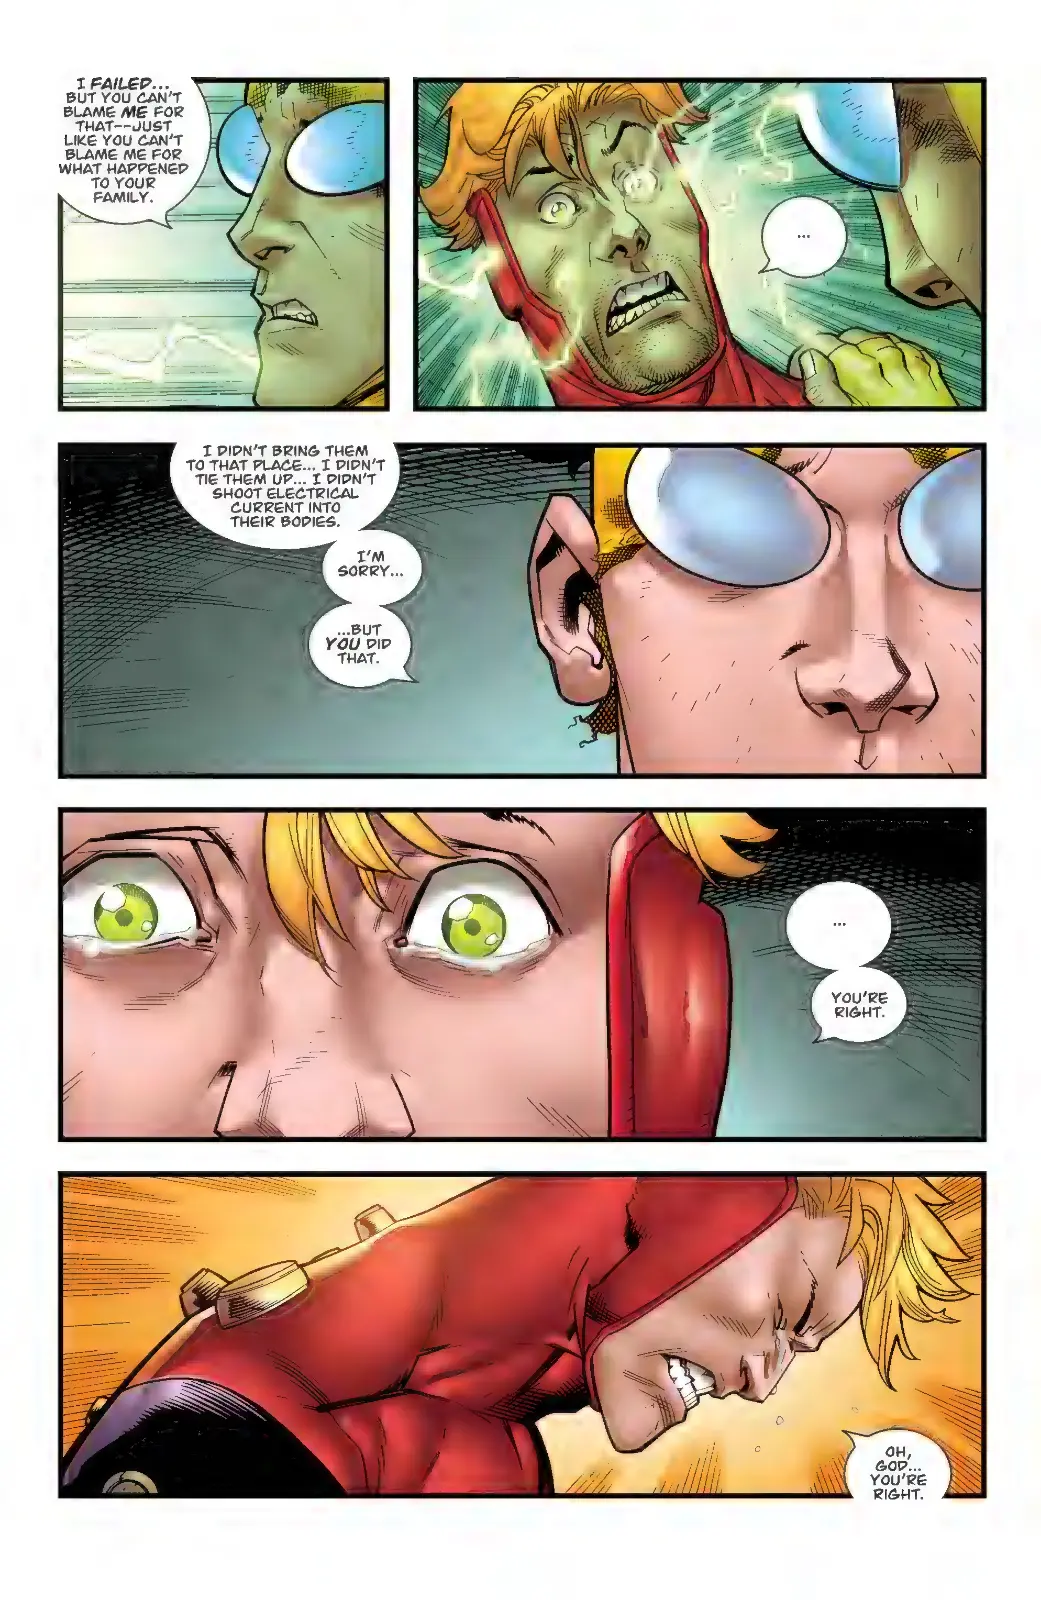 I FAILED...
BUT YOU CAN'T
BLAME ME FOR
THAT--JUST
LIKE YOU CAN'T
BLAME ME FOR
WHAT HAPPENED
TO YOUR
FAMILY.
...
I DIDN'T BRING THEM
TO THAT PLACE... I DIDN'T
TIE THEM UP... I DIDN'T
SHOOT ELECTRICAL
CURRENT INTO
THEIR BODIES.
I'M
SORRY...
...BUT
YOU DID
THAT.
...
YOU'RE
RIGHT.
OH,
GOD...
YOU'RE
RIGHT.